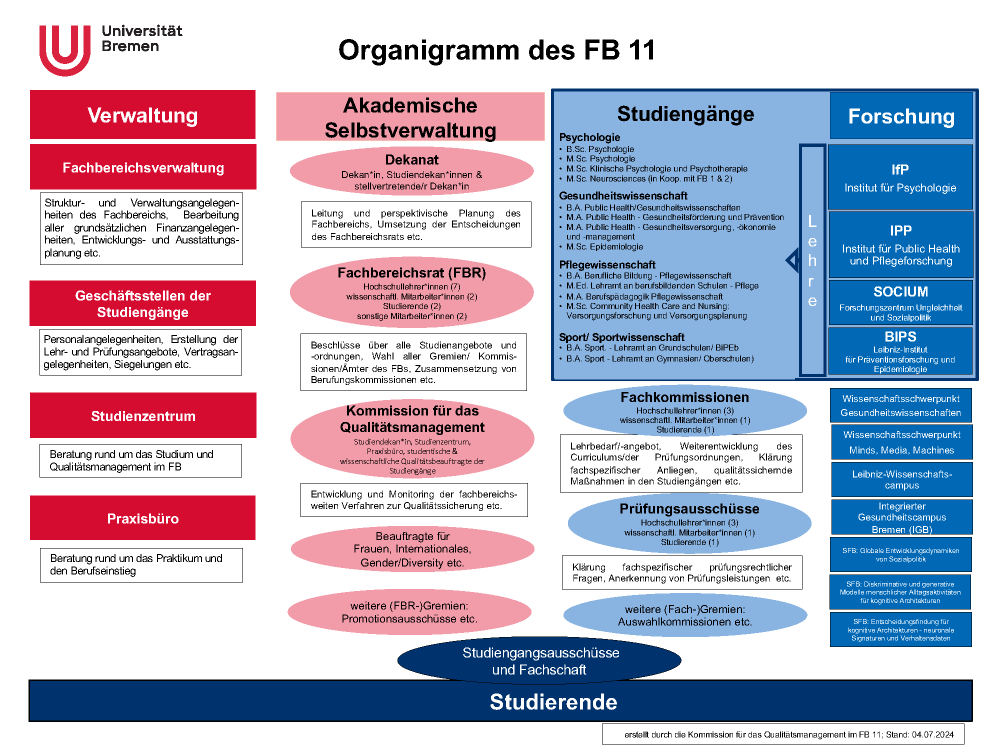 Universität
Bremen
Organigramm des FB 11
Verwaltung
Fachbereichsverwaltung
Struktur- und Verwaltungsangelegen-
heiten des Fachbereichs, Bearbeitung
aller grundsätzlichen Finanzangelegen-
heiten, Entwicklungs- und Ausstattungs-
planung etc.
Geschäftsstellen der
Studiengänge
Personalangelegenheiten, Erstellung der
Lehr- und Prüfungsangebote, Vertragsan-
gelegenheiten, Siegelungen etc.
Studienzentrum
Beratung rund um das Studium und
Qualitätsmanagement im FB
Praxisbüro
Beratung rund um das Praktikum und
den Berufseinstieg
Akademische
Selbstverwaltung
Dekanat
Dekan*in, Studiendekan*innen &
stellvertretende/r Dekan*in
Leitung und perspektivische Planung des
Fachbereichs, Umsetzung der Entscheidungen
des Fachbereichsrats etc.
Fachbereichsrat (FBR)
Hochschullehrer*innen (7)
wissenschaftl. Mitarbeiter*innen (2)
Studierende (2)
sonstige Mitarbeiter*innen (2)
Beschlüsse über alle Studienangebote und
-ordnungen, Wahl aller Gremien/ Kommis-
sionen/Ämter des FBs, Zusammensetzung von
Berufungskommissionen etc.
Kommission für das
Qualitätsmanagement
Studiendekan*in, Studienzentrum,
Praxisbüro, studentische &
wissenschaftliche Qualitätsbeauftragte der
Studiengänge
Entwicklung und Monitoring der fachbereichs-
weiten Verfahren zur Qualitätssicherung etc.
Beauftragte für
Frauen, Internationales,
Gender/Diversity etc.
weitere (FBR-)Gremien:
Promotionsausschüsse etc.
Studiengänge
Psychologie
• B.Sc. Psychologie
• M.Sc. Psychologie
• M.Sc. Klinische Psychologie und Psychotherapie
• M.Sc. Neurosciences (in Koop. mit FB 1 & 2)
Gesundheitswissenschaft
• B.A. Public Health/Gesundheitswissenschaften
• M.A. Public Health - Gesundheitsförderung und Prävention
• M.A. Public Health - Gesundheitsversorgung, -ökonomie
und -management
• M.Sc. Epidemiologie
Pflegewissenschaft
• B.A. Berufliche Bildung - Pflegewissenschaft
• M.Ed. Lehramt an berufsbildenden Schulen - Pflege
• M.A. Berufspädagogik Pflegewissenschaft
• M.Sc. Community Health Care and Nursing:
Versorgungsforschung und Versorgungsplanung
Sport/ Sportwissenschaft
• B.A. Sport. - Lehramt an Grundschulen/ BiPEb
• B.A. Sport - Lehramt an Gymnasien/ Oberschulen)
L
e
h
r
e
Fachkommissionen
Hochschullehrer*innen (3)
wissenschaftl. Mitarbeiter*innen (1)
Studierende (1)
Lehrbedarf/-angebot, Weiterentwicklung des
Curriculums/der Prüfungsordnungen, Klärung
fachspezifischer Anliegen, qualitätssichernde
Maßnahmen in den Studiengängen etc.
Prüfungsausschüsse
Hochschullehrer*innen (3)
wissenschaftl. Mitarbeiter*innen (1)
Studierende (1)
Klärung fachspezifischer prüfungsrechtlicher
Fragen, Anerkennung von Prüfungsleistungen etc.
weitere (Fach-)Gremien:
Auswahlkommissionen etc.
Forschung
IfP
Institut für Psychologie
IPP
Institut für Public Health
und Pflegeforschung
SOCIUM
Forschungszentrum Ungleichheit
und Sozialpolitik
BIPS
Leibniz-Institut
für Präventionsforschung und
Epidemiologie
Wissenschaftsschwerpunkt
Gesundheitswissenschaften
Wissenschaftsschwerpunkt
Minds, Media, Machines
Leibniz-Wissenschafts-
campus
Integrierter
Gesundheitscampus
Bremen (IGB)
SFB: Globale Entwicklungsdynamiken
von Sozialpolitik
SFB: Diskriminative und generative
Modelle menschlicher Alltagsaktivitäten
für kognitive Architekturen
SFB: Entscheidungsfindung für
kognitive Architekturen - neuronale
Signaturen und Verhaltensdaten
Studiengangsausschüsse
und Fachschaft
Studierende
erstellt durch die Kommission für das Qualitätsmanagement im FB 11; Stand: 04.07.2024